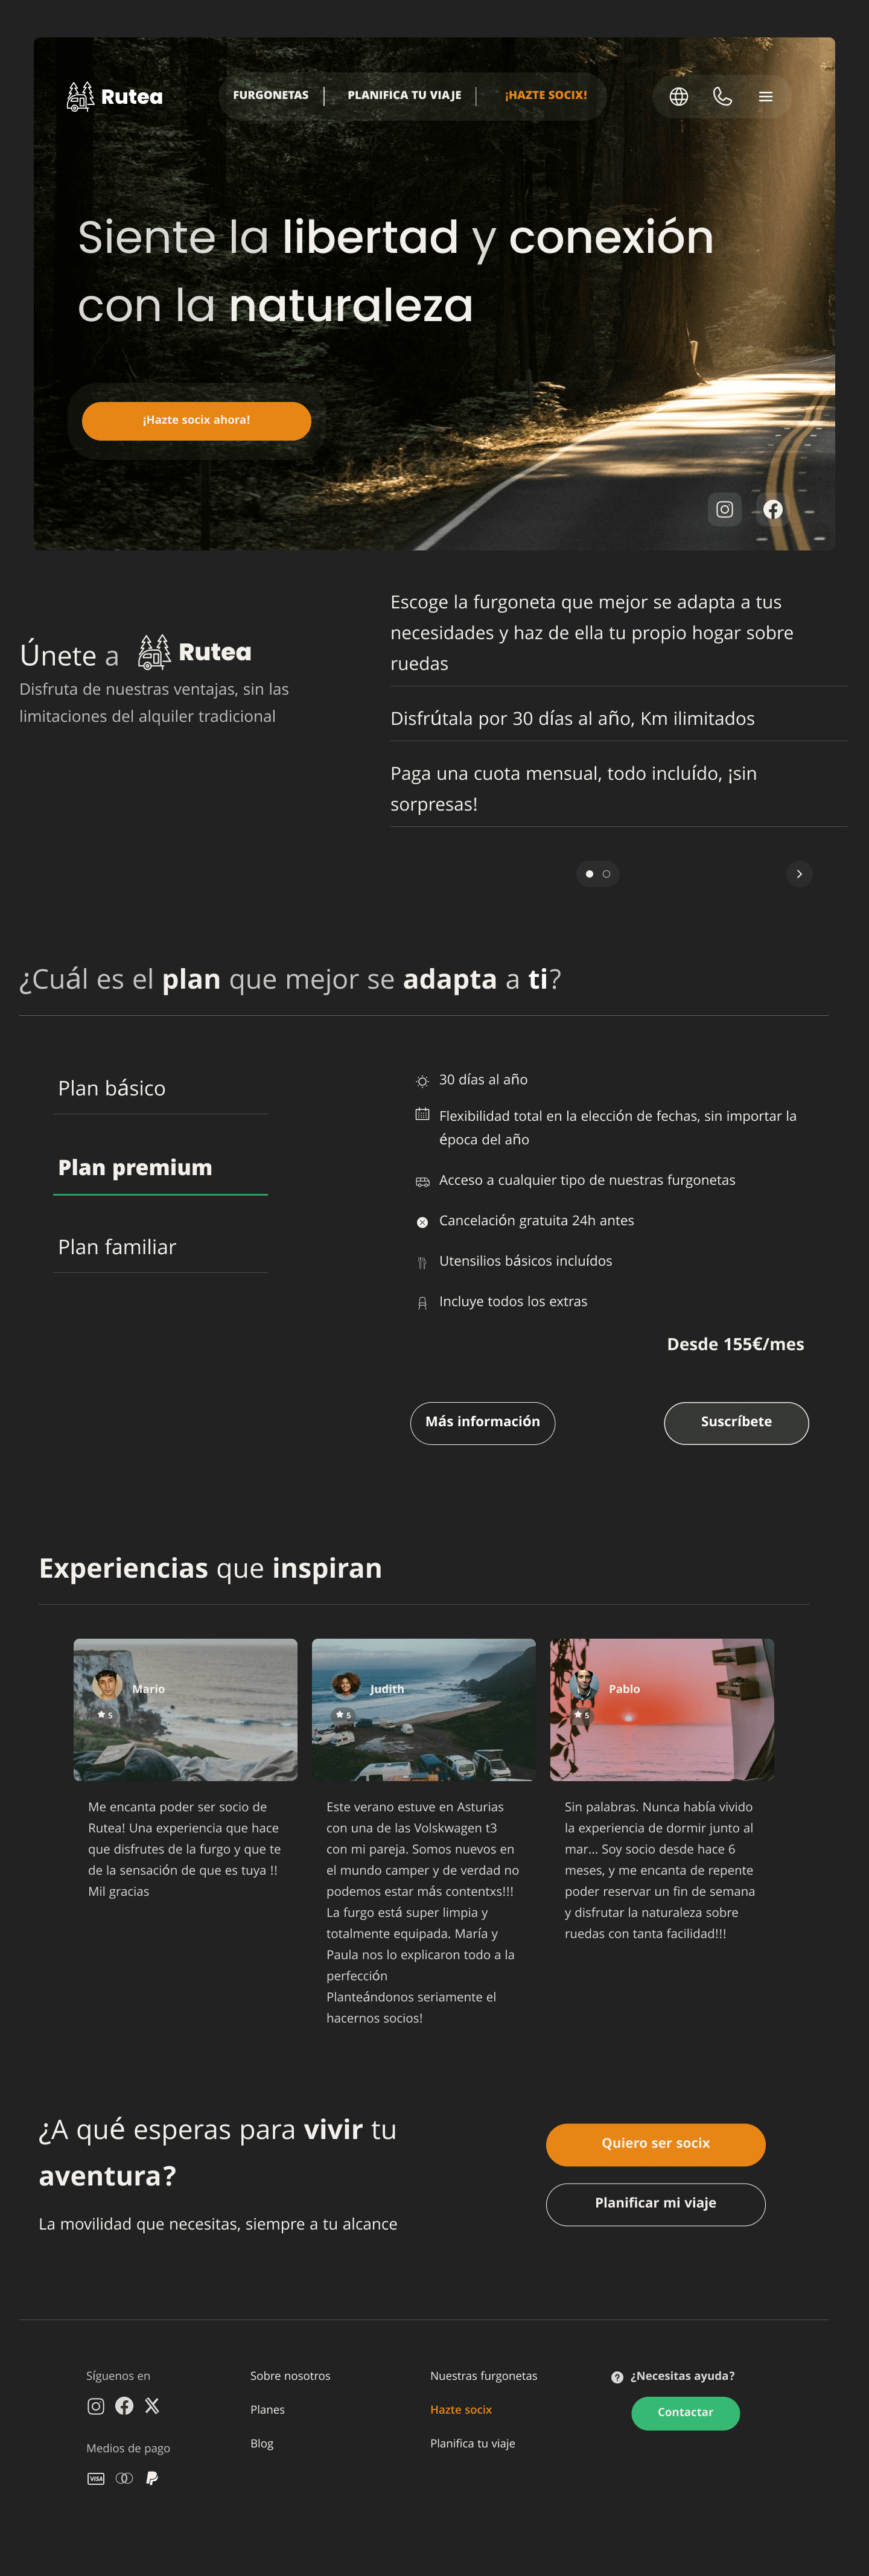 Rutea
FURGONETAS
PLANIFICA TU VIAJE
¡HAZTE SOCIX!
Siente la libertad y conexión
con la naturaleza
¡Hazte socix ahora!
Únete a Rutea
Disfruta de nuestras ventajas, sin las
limitaciones del alquiler tradicional
Escoge la furgoneta que mejor se adapta a tus
necesidades y haz de ella tu propio hogar sobre
ruedas
Disfrútala por 30 días al año, Km ilimitados
Paga una cuota mensual, todo incluído, ¡sin
sorpresas!
¿Cuál es el plan que mejor se adapta a ti?
Plan básico
Plan premium
Plan familiar
30 días al año
Flexibilidad total en la elección de fechas, sin importar la
época del año
Acceso a cualquier tipo de nuestras furgonetas
Cancelación gratuita 24h antes
Utensilios básicos incluídos
Incluye todos los extras
Desde 155€/mes
Más información
Suscríbete
Experiencias que inspiran
Mario
5
Me encanta poder ser socio de
Rutea! Una experiencia que hace
que disfrutes de la furgo y que te
de la sensación de que es tuya !!
Mil gracias
Judith
5
Este verano estuve en Asturias
con una de las Volskwagen t3
con mi pareja. Somos nuevos en
el mundo camper y de verdad no
podemos estar más contentxs!!!
La furgo está super limpia y
totalmente equipada. María y
Paula nos lo explicaron todo a la
perfección
Planteándonos seriamente el
hacernos socios!
Pablo
5
Sin palabras. Nunca había vivido
la experiencia de dormir junto al
mar... Soy socio desde hace 6
meses, y me encanta de repente
poder reservar un fin de semana
y disfrutar la naturaleza sobre
ruedas con tanta facilidad!!!
¿A qué esperas para vivir tu
aventura?
La movilidad que necesitas, siempre a tu alcance
Quiero ser socix
Planificar mi viaje
Síguenos en
Medios de pago
VISA
Sobre nosotros
Planes
Blog
Nuestras furgonetas
Hazte socix
Planifica tu viaje
¿Necesitas ayuda?
Contactar